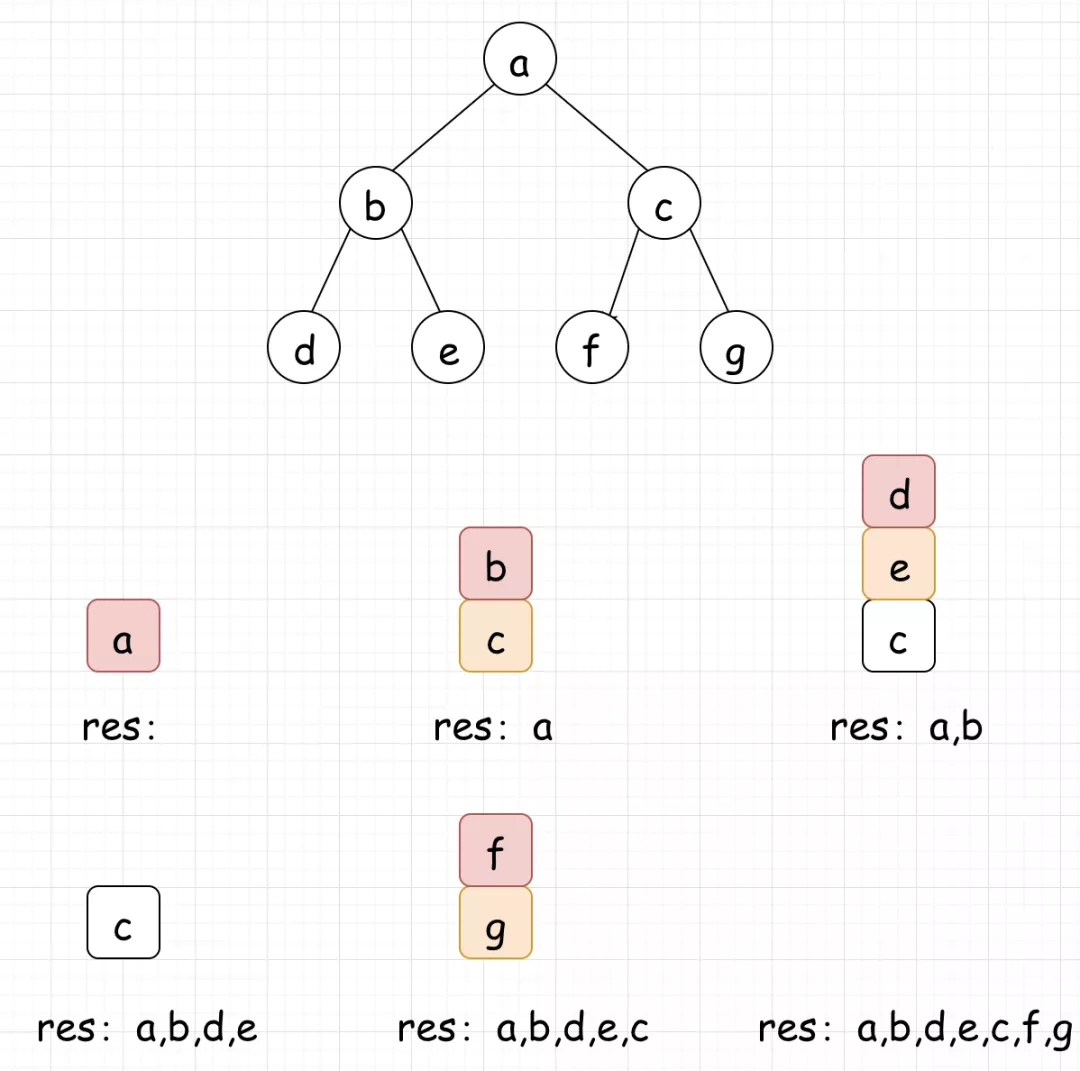 a
b c
d e f g
d
b e
a c c
res: res: a res: a,b
f
c g
res: a,b,d,e res: a,b,d,e,c res: a,b,d,e,c,f,g